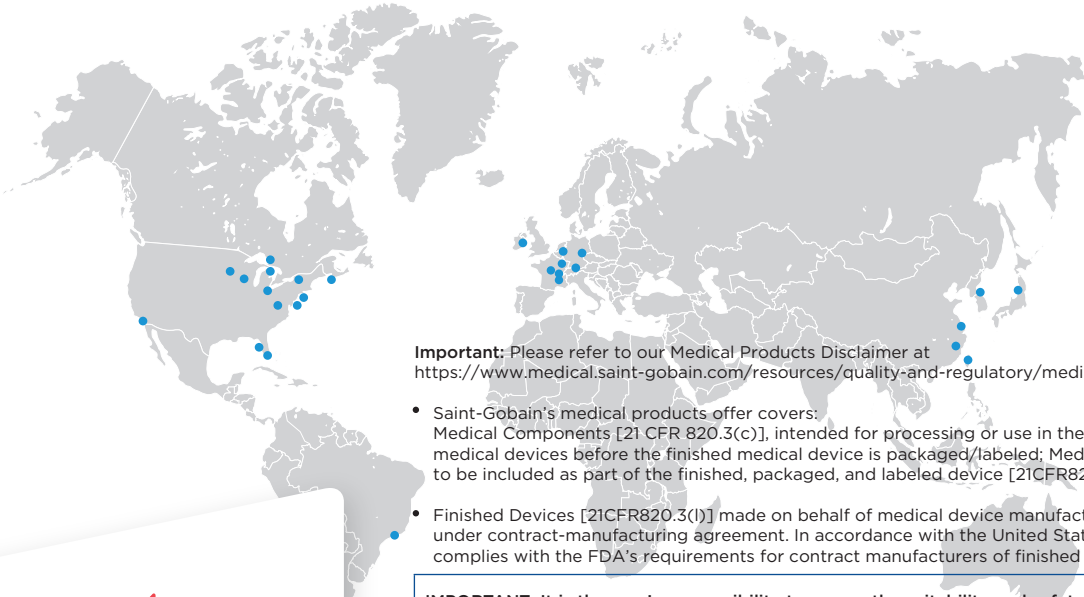 Important: Please refer to our Medical Products Disclaimer at
https://www.medical.saint-gobain.com/resources/quality-and-regulatory/medi
• Saint-Gobain's medical products offer covers:
Medical Components [21 CFR 820.3(c)], intended for processing or use in the
medical devices before the finished medical device is packaged/labeled; Med
to be included as part of the finished, packaged, and labeled device [21CFR82
• Finished Devices [21CFR820.3(l)] made on behalf of medical device manufact
under contract-manufacturing agreement. In accordance with the United Stat
complies with the FDA's requirements for contract manufacturers of finished